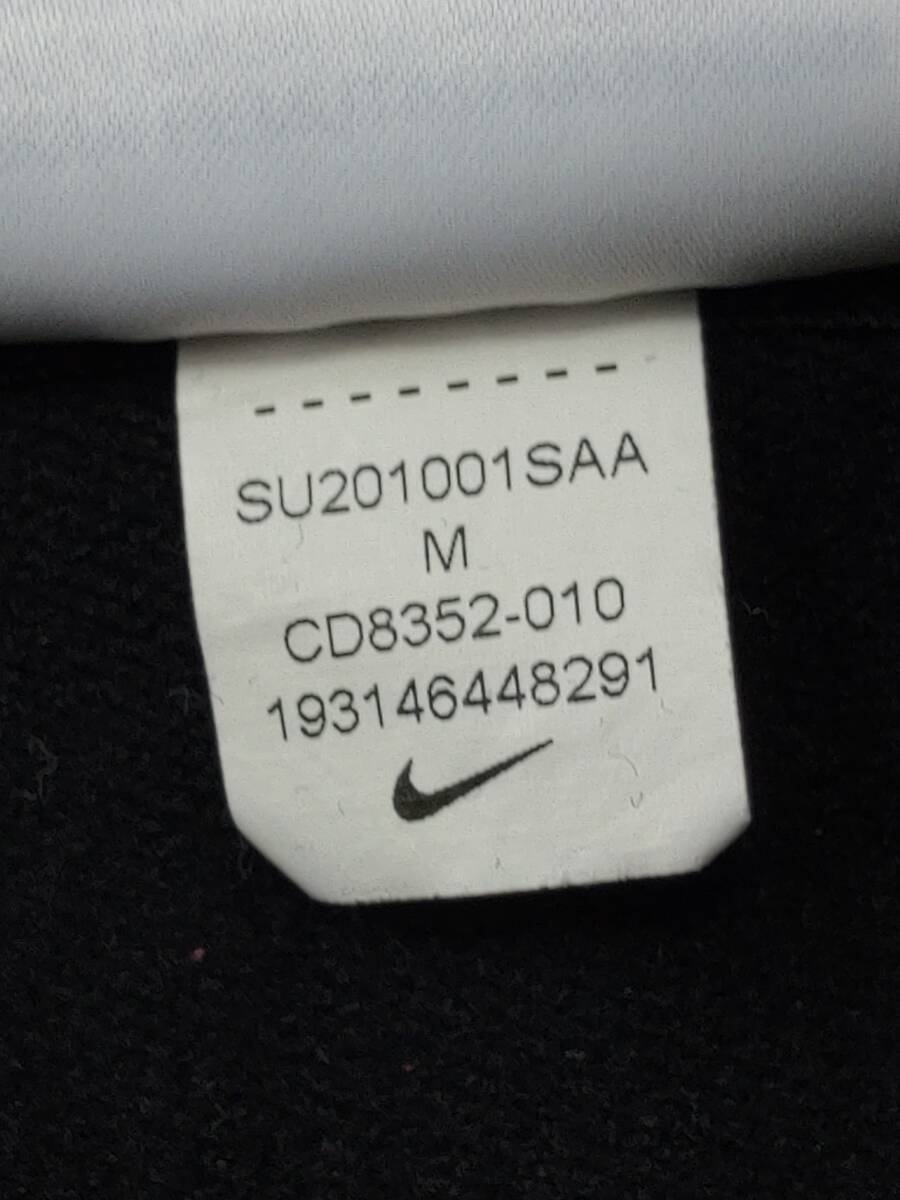 - - - - - - - -
SU201001SAA
M
CD8352-010
193146448291